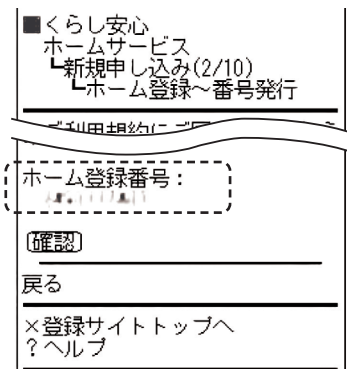 ■くらし安心
ホームサービス
┗新規申し込み(2/10)
┗ホーム登録～番号発行
ホーム登録番号：
確認
戻る
×登録サイトトップへ
?ヘルプ